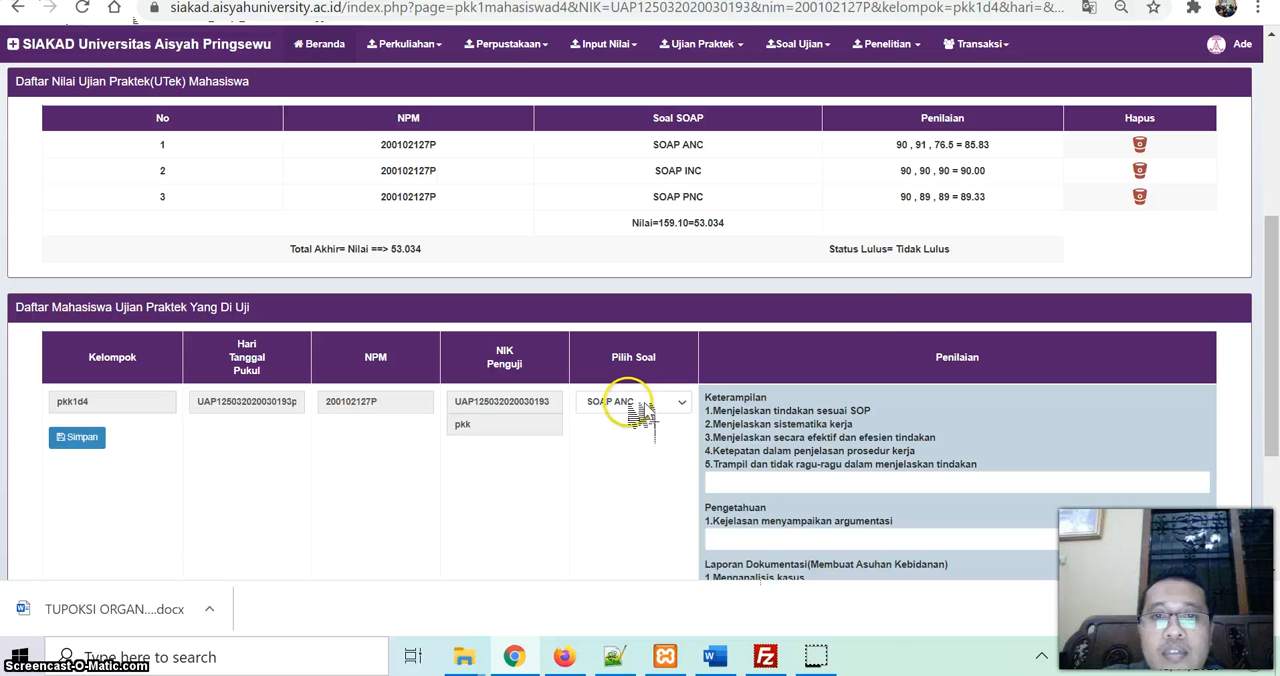 siakad.aisyahuniversity.ac.id/index.php?page=pkk1mahasiswad4&NIK=UAP125032020030193&nim=200102127P&kelompok=pkk1d4&hari=&...
SIAKAD Universitas Aisyah Pringsewu
Beranda
Perkuliahan
Perpustakaan
Input Nilai
Ujian Praktek
Soal Ujian
Penelitian
Transaksi
Ade
Daftar Nilai Ujian Praktek(UTek) Mahasiswa
No NPM Soal SOAP Penilaian Hapus
1 200102127P SOAP ANC 90 , 91 , 76.5 = 85.83
2 200102127P SOAP INC 90 , 90 , 90 = 90.00
3 200102127P SOAP PNC 90 , 89 , 89 = 89.33
Nilai=159.10=53.034
Total Akhir= Nilai ==> 53.034 Status Lulus= Tidak Lulus
Daftar Mahasiswa Ujian Praktek Yang Di Uji
Kelompok
Hari
Tanggal
Pukul
NPM
NIK
Penguji
Pilih Soal
Penilaian
pkk1d4
Simpan
UAP125032020030193p
200102127P
UAP125032020030193
pkk
SOAP ANC
Keterampilan
1.Menjelaskan tindakan sesuai SOP
2.Menjelaskan sistematika kerja
3.Menjelaskan secara efektif dan efesien tindakan
4.Ketepatan dalam penjelasan prosedur kerja
5.Trampil dan tidak ragu-ragu dalam menjelaskan tindakan
Pengetahuan
1.Kejelasan menyampaikan argumentasi
Laporan Dokumentasi(Membuat Asuhan Kebidanan)
1.Menganalisis kasus
TUPOKSI ORGAN....docx
Type here to search
Screencast-O-Matic.com